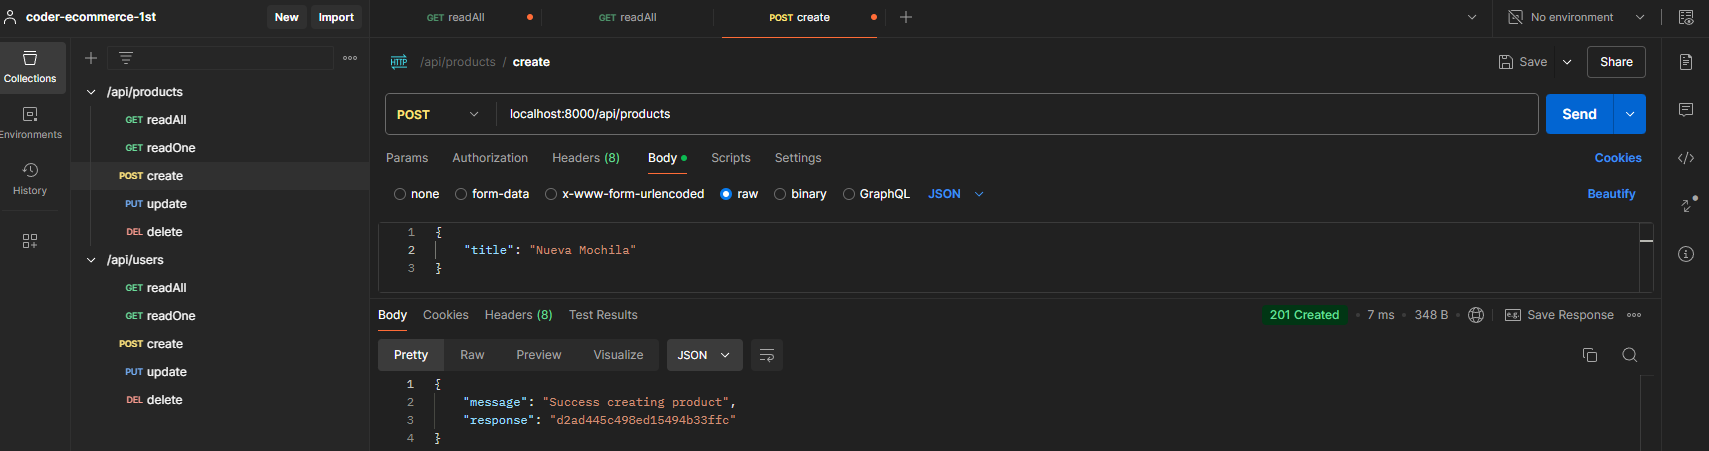 coder-ecommerce-1st New Import GET readAll GET readAll POST create No environment
Collections
Environments
History
/api/products
GET readAll
GET readOne
POST create
PUT update
DEL delete
/api/users
GET readAll
GET readOne
POST create
PUT update
DEL delete
HTTP /api/products / create Save Share
POST localhost:8000/api/products Send
Params Authorization Headers (8) Body Scripts Settings Cookies
none form-data x-www-form-urlencoded raw binary GraphQL JSON Beautify
1 {
2 "title": "Nueva Mochila"
3 }
Body Cookies Headers (8) Test Results 201 Created • 7 ms • 348 B • e.g. Save Response
Pretty Raw Preview Visualize JSON
1 {
2 "message": "Success creating product",
3 "response": "d2ad445c498ed15494b33ffc"
4 }